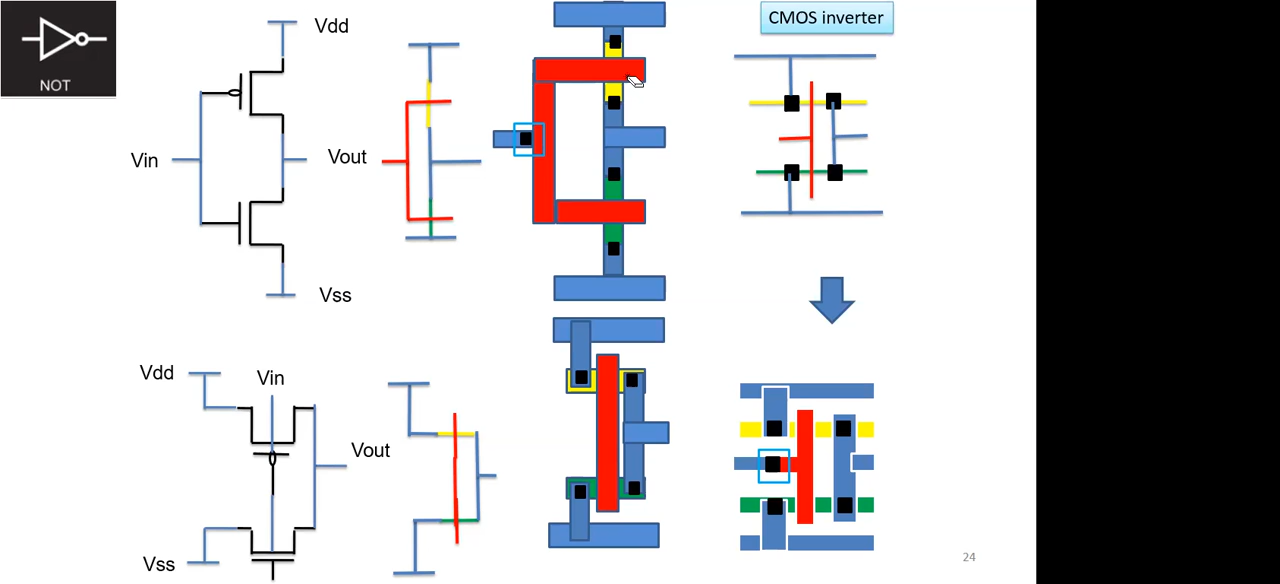 NOT
Vdd
Vin
Vout
Vss
CMOS inverter
Vdd
Vin
Vout
Vss
24